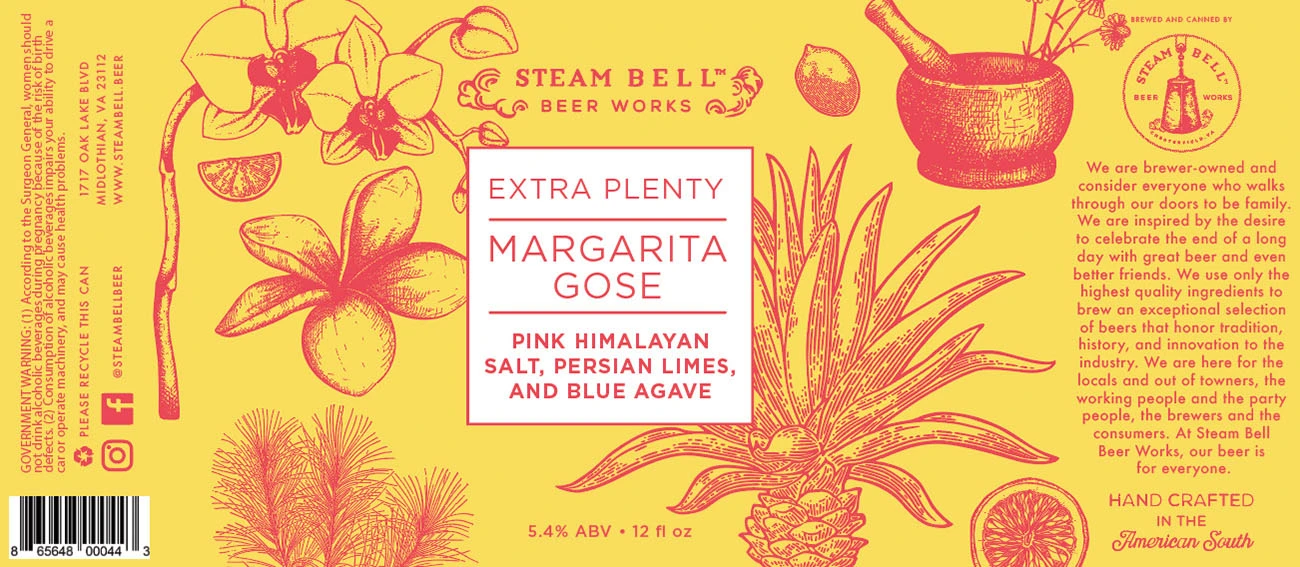 GOVERNMENT WARNING: (1) According to the Surgeon General, women should
not drink alcoholic beverages during pregnancy because of the risk of birth
defects. (2) Consumption of alcoholic beverages impairs your ability to drive a
car or operate machinery, and may cause health problems.
PLEASE RECYCLE THIS CAN
1717 OAK LAKE BLVD
MIDLOTHIAN, VA 23112
WWW.STEAMBELL.BEER
@STEAMBELLBEER
8 65648 00044 3
STEAM BELL™
BEER WORKS
EXTRA PLENTY
MARGARITA
GOSE
PINK HIMALAYAN
SALT, PERSIAN LIMES,
AND BLUE AGAVE
5.4% ABV • 12 fl oz
BREWED AND CANNED BY
STEAM BELL™
BEER WORKS
CHESTERFIELD, VA
We are brewer-owned and
consider everyone who walks
through our doors to be family.
We are inspired by the desire
to celebrate the end of a long
day with great beer and even
better friends. We use only the
highest quality ingredients to
brew an exceptional selection
of beers that honor tradition,
history, and innovation to the
industry. We are here for the
locals and out of towners, the
working people and the party
people, the brewers and the
consumers. At Steam Bell
Beer Works, our beer is
for everyone.
HAND CRAFTED
IN THE
American South